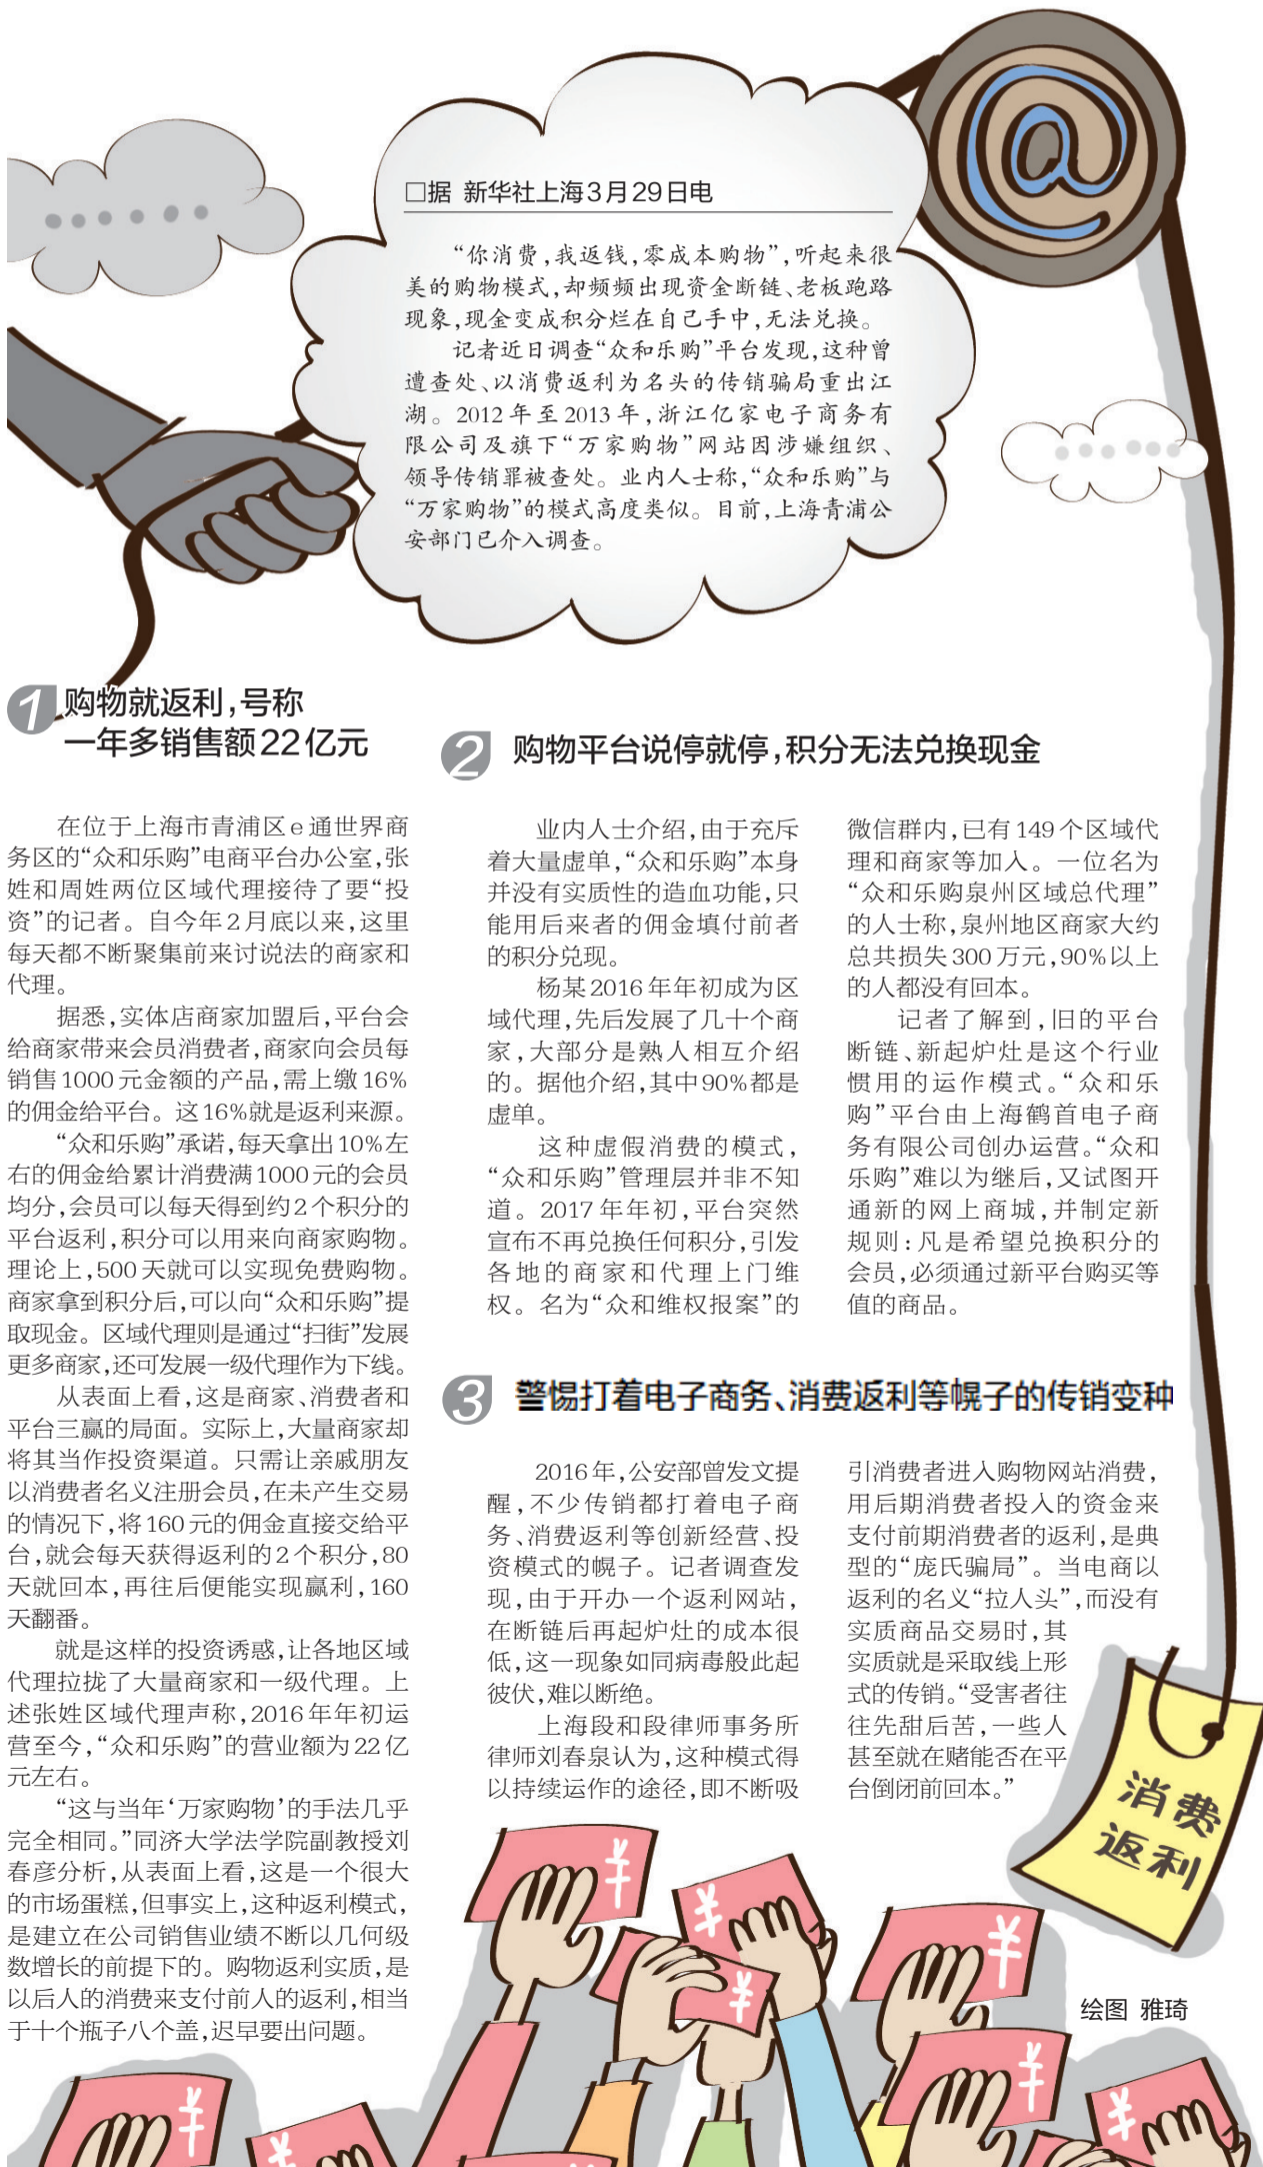 □据 新华社上海3月29日电
“你消费,我返钱,零成本购物”,听起来很
美的购物模式,却频频出现资金断链、老板跑路
现象,现金变成积分烂在自己手中,无法兑换。
记者近日调查“众和乐购”平台发现,这种曾
遭查处、以消费返利为名头的传销骗局重出江
湖。2012年至2013年,浙江亿家电子商务有
限公司及旗下“万家购物”网站因涉嫌组织、
领导传销罪被查处。业内人士称,“众和乐购”与
“万家购物”的模式高度类似。目前,上海青浦公
安部门已介入调查。
1 购物就返利,号称
一年多销售额22亿元
在位于上海市青浦区e通世界商
务区的“众和乐购”电商平台办公室,张
姓和周姓两位区域代理接待了要“投
资”的记者。自今年2月底以来,这里
每天都不断聚集前来讨说法的商家和
代理。
据悉,实体店商家加盟后,平台会
给商家带来会员消费者,商家向会员每
销售1000元金额的产品,需上缴16%
的佣金给平台。这16%就是返利来源。
“众和乐购”承诺,每天拿出10%左
右的佣金给累计消费满1000元的会员
均分,会员可以每天得到约2个积分的
平台返利,积分可以用来向商家购物。
理论上,500天就可以实现免费购物。
商家拿到积分后,可以向“众和乐购”提
取现金。区域代理则是通过“扫街”发展
更多商家,还可发展一级代理作为下线。
从表面上看,这是商家、消费者和
平台三赢的局面。实际上,大量商家却
将其当作投资渠道。只需让亲戚朋友
以消费者名义注册会员,在未产生交易
的情况下,将160元的佣金直接交给平
台,就会每天获得返利的2个积分,80
天就回本,再往后便能实现赢利,160
天翻番。
就是这样的投资诱惑,让各地区域
代理拉拢了大量商家和一级代理。上
述张姓区域代理声称,2016年年初运
营至今,“众和乐购”的营业额为22亿
元左右。
“这与当年‘万家购物’的手法几乎
完全相同。”同济大学法学院副教授刘
春彦分析,从表面上看,这是一个很大
的市场蛋糕,但事实上,这种返利模式,
是建立在公司销售业绩不断以几何级
数增长的前提下的。购物返利实质,是
以后人的消费来支付前人的返利,相当
于十个瓶子八个盖,迟早要出问题。
2 购物平台说停就停,积分无法兑换现金
业内人士介绍,由于充斥
着大量虚单,“众和乐购”本身
并没有实质性的造血功能,只
能用后来者的佣金填付前者
的积分兑现。
杨某2016年年初成为区
域代理,先后发展了几十个商
家,大部分是熟人相互介绍
的。据他介绍,其中90%都是
虚单。
这种虚假消费的模式,
“众和乐购”管理层并非不知
道。2017年年初,平台突然
宣布不再兑换任何积分,引发
各地的商家和代理上门维
权。名为“众和维权报案”的
微信群内,已有149个区域代
理和商家等加入。一位名为
“众和乐购泉州区域总代理”
的人士称,泉州地区商家大约
总共损失300万元,90%以上
的人都没有回本。
记者了解到,旧的平台
断链、新起炉灶是这个行业
惯用的运作模式。“众和乐
购”平台由上海鹤首电子商
务有限公司创办运营。“众和
乐购”难以为继后,又试图开
通新的网上商城,并制定新
规则:凡是希望兑换积分的
会员,必须通过新平台购买等
值的商品。
3 警惕打着电子商务、消费返利等幌子的传销变种
2016年,公安部曾发文提
醒,不少传销都打着电子商
务、消费返利等创新经营、投
资模式的幌子。记者调查发
现,由于开办一个返利网站,
在断链后再起炉灶的成本很
低,这一现象如同病毒般此起
彼伏,难以断绝。
上海段和段律师事务所
律师刘春泉认为,这种模式得
以持续运作的途径,即不断吸
引消费者进入购物网站消费,
用后期消费者投入的资金来
支付前期消费者的返利,是典
型的“庞氏骗局”。当电商以
返利的名义“拉人头”,而没有
实质商品交易时,其
实质就是采取线上形
式的传销。“受害者往
往先甜后苦,一些人
甚至就在赌能否在平
台倒闭前回本。”
消费
返利
绘图 雅琦